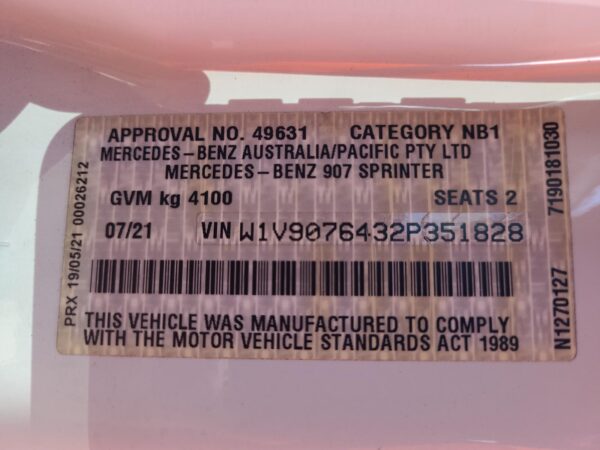 APPROVAL NO. 49631 CATEGORY NB1
MERCEDES-BENZ AUSTRALIA/PACIFIC PTY LTD
MERCEDES-BENZ 907 SPRINTER
GVM kg 4100 SEATS 2
07/21 VIN W1V9076432P351828
THIS VEHICLE WAS MANUFACTURED TO COMPLY
WITH THE MOTOR VEHICLE STANDARDS ACT 1989
PRX 19/05/21 00026212
N1270127 7190181030